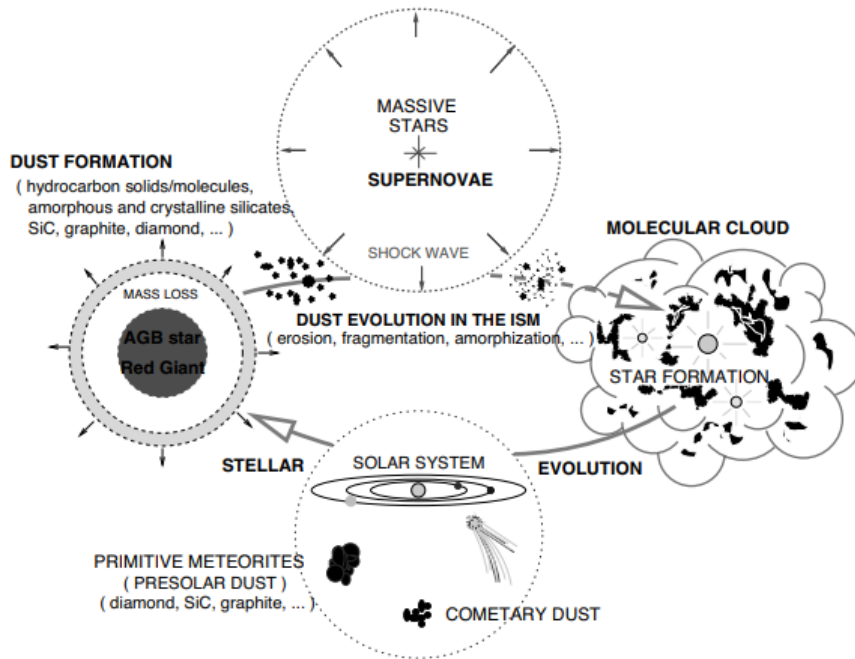 MASSIVE
STARS
SUPERNOVAE
SHOCK WAVE
DUST FORMATION
( hydrocarbon solids/molecules,
amorphous and crystalline silicates,
SiC, graphite, diamond, ... )
MASS LOSS
AGB star
Red Giant
DUST EVOLUTION IN THE ISM
( erosion, fragmentation, amorphization, ... )
MOLECULAR CLOUD
STAR FORMATION
STELLAR
EVOLUTION
SOLAR SYSTEM
PRIMITIVE METEORITES
( PRESOLAR DUST )
(diamond, SiC, graphite, ... )
COMETARY DUST